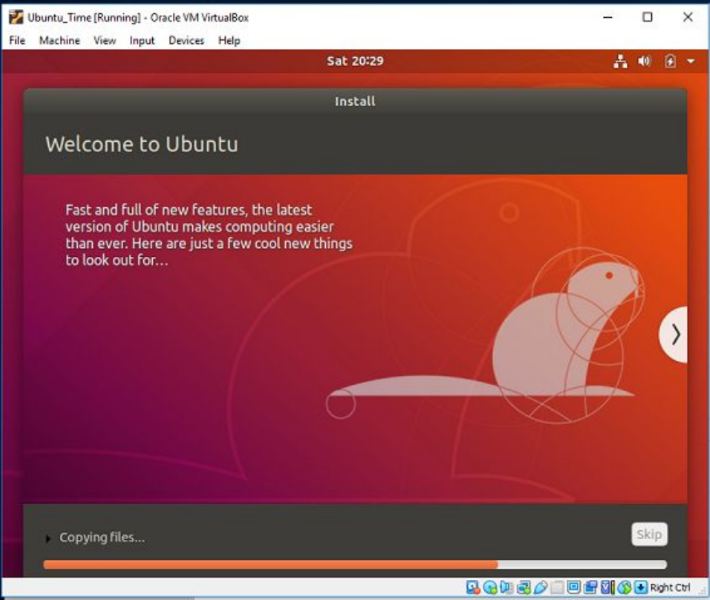 Ubuntu_Time [Running] - Oracle VM VirtualBox
File Machine View Input Devices Help
Sat 20:29
Install
Welcome to Ubuntu
Fast and full of new features, the latest
version of Ubuntu makes computing easier
than ever. Here are just a few cool new things
to look out for...
Copying files...
Skip
Right Ctrl